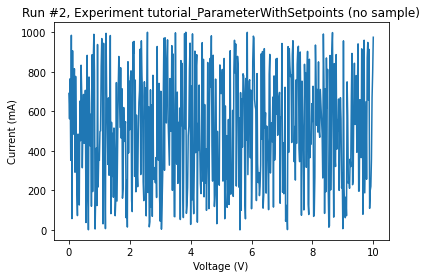 Run #2, Experiment tutorial_ParameterWithSetpoints (no sample)
1000
800
600
400
200
0
Current (mA)
0 2 4 6 8 10
Voltage (V)